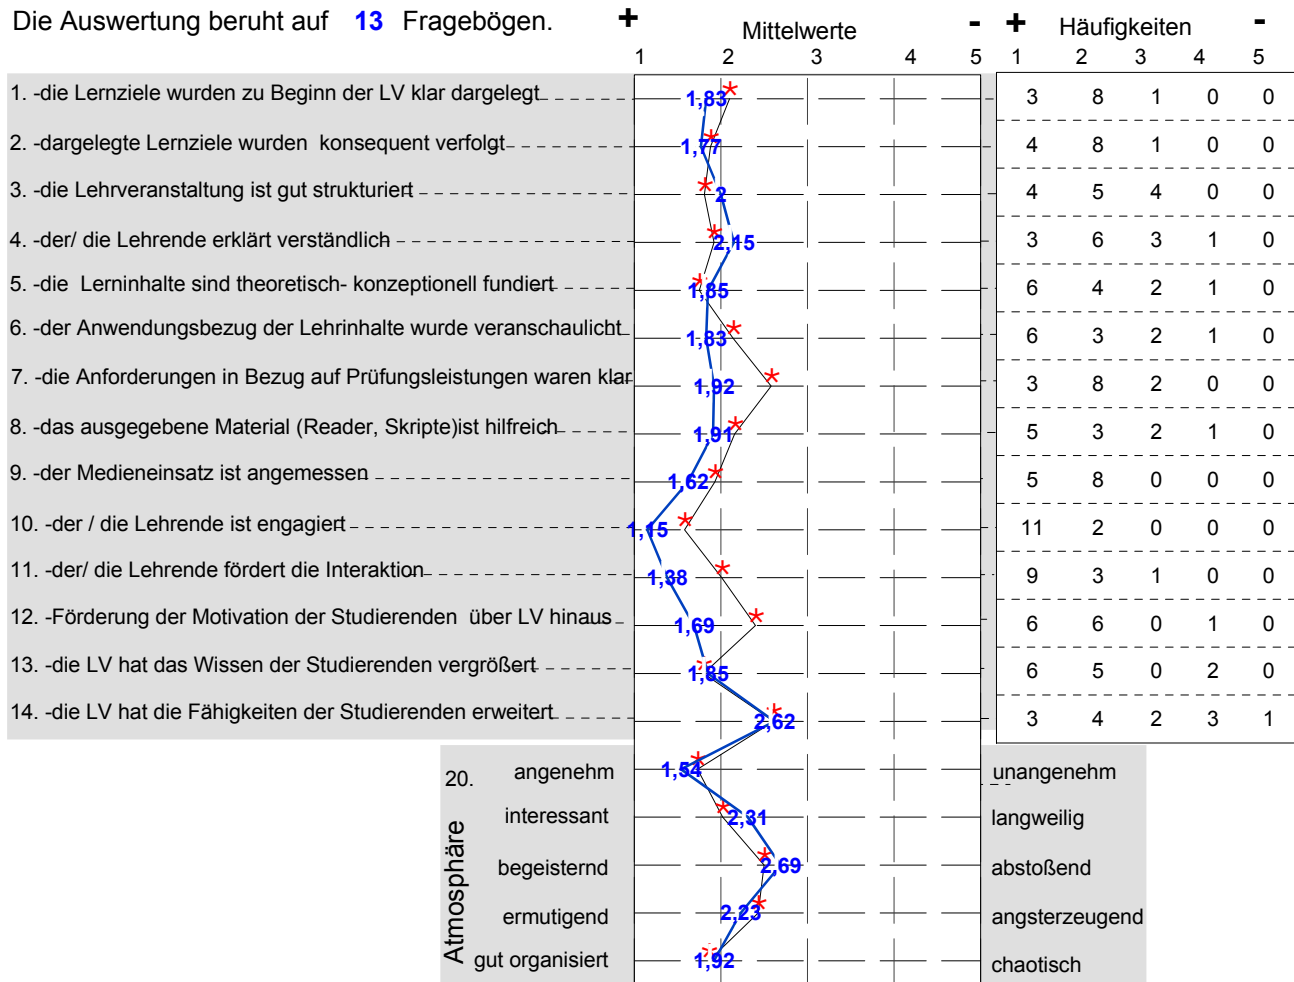 Die Auswertung beruht auf 13 Fragebögen.
+ Mittelwerte - + Häufigkeiten -
1 2 3 4 5 1 2 3 4 5
1. -die Lernziele wurden zu Beginn der LV klar dargelegt 1,83 3 8 1 0 0
2. -dargelegte Lernziele wurden konsequent verfolgt 1,77 4 8 1 0 0
3. -die Lehrveranstaltung ist gut strukturiert 2 4 5 4 0 0
4. -der/ die Lehrende erklärt verständlich 2,15 3 6 3 1 0
5. -die Lerninhalte sind theoretisch- konzeptionell fundiert 1,85 6 4 2 1 0
6. -der Anwendungsbezug der Lehrinhalte wurde veranschaulicht 1,83 6 3 2 1 0
7. -die Anforderungen in Bezug auf Prüfungsleistungen waren klar 1,92 3 8 2 0 0
8. -das ausgegebene Material (Reader, Skripte)ist hilfreich 1,91 5 3 2 1 0
9. -der Medieneinsatz ist angemessen 1,62 5 8 0 0 0
10. -der / die Lehrende ist engagiert 1,15 11 2 0 0 0
11. -der/ die Lehrende fördert die Interaktion 1,38 9 3 1 0 0
12. -Förderung der Motivation der Studierenden über LV hinaus 1,69 6 6 0 1 0
13. -die LV hat das Wissen der Studierenden vergrößert 1,85 6 5 0 2 0
14. -die LV hat die Fähigkeiten der Studierenden erweitert 2,62 3 4 2 3 1
20. angenehm 1,54 unangenehm
interessant 2,31 langweilig
Atmosphäre
begeisternd 2,69 abstoßend
ermutigend 2,23 angsterzeugend
gut organisiert 1,92 chaotisch